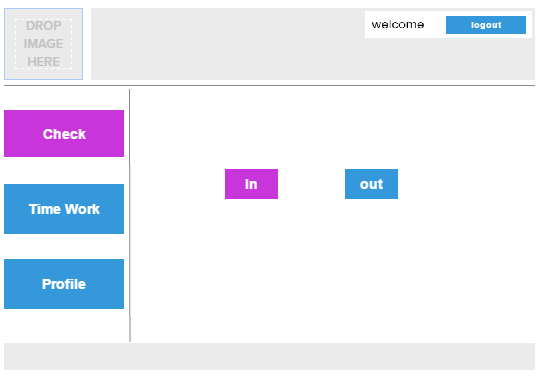 DROP
IMAGE
HERE
welcome
logout
Check
Time Work
Profile
in
out